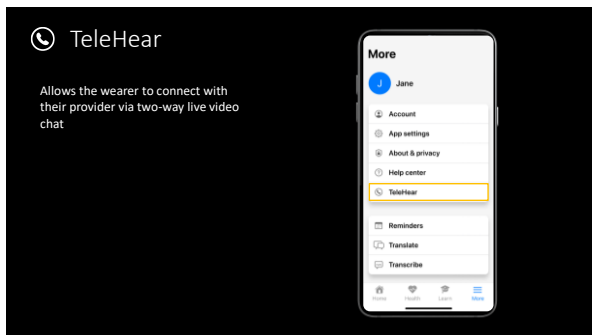 TeleHear
Allows the wearer to connect with
their provider via two-way live video
chat
More
J Jane
Account
App settings
About & privacy
Help center
TeleHear
Reminders
Translate
Transcribe
Home Health Learn More